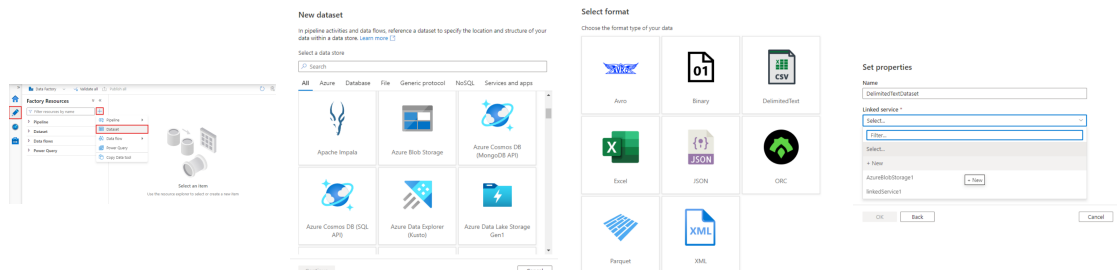 Data Factory
Validate all
Publish all
Factory Resources
Filter resources by name
Pipeline
Dataset
Data flows
Power Query
Pipeline
Dataset
Data flow
Power Query
Copy Data tool
Select an item
Use the resource explorer to select or create a new item
New dataset
In pipeline activities and data flows, reference a dataset to specify the location and structure of your
data within a data store. Learn more
Select a data store
Search
All Azure Database File Generic protocol NoSQL Services and apps
Apache Impala
Azure Blob Storage
Azure Cosmos DB
(MongoDB API)
Azure Cosmos DB (SQL
API)
Azure Data Explorer
(Kusto)
Azure Data Lake Storage
Gen1
Select format
Choose the format type of your data
Avro
01
Binary
CSV
DelimitedText
X
Excel
{:}
JSON
JSON
ORC
Parquet
XML
XML
Set properties
Name
DelimitedTextDataset
Linked service *
Select...
Filter...
Select...
+ New
AzureBlobStorage1
+ New
linkedService1
OK
Back
Cancel